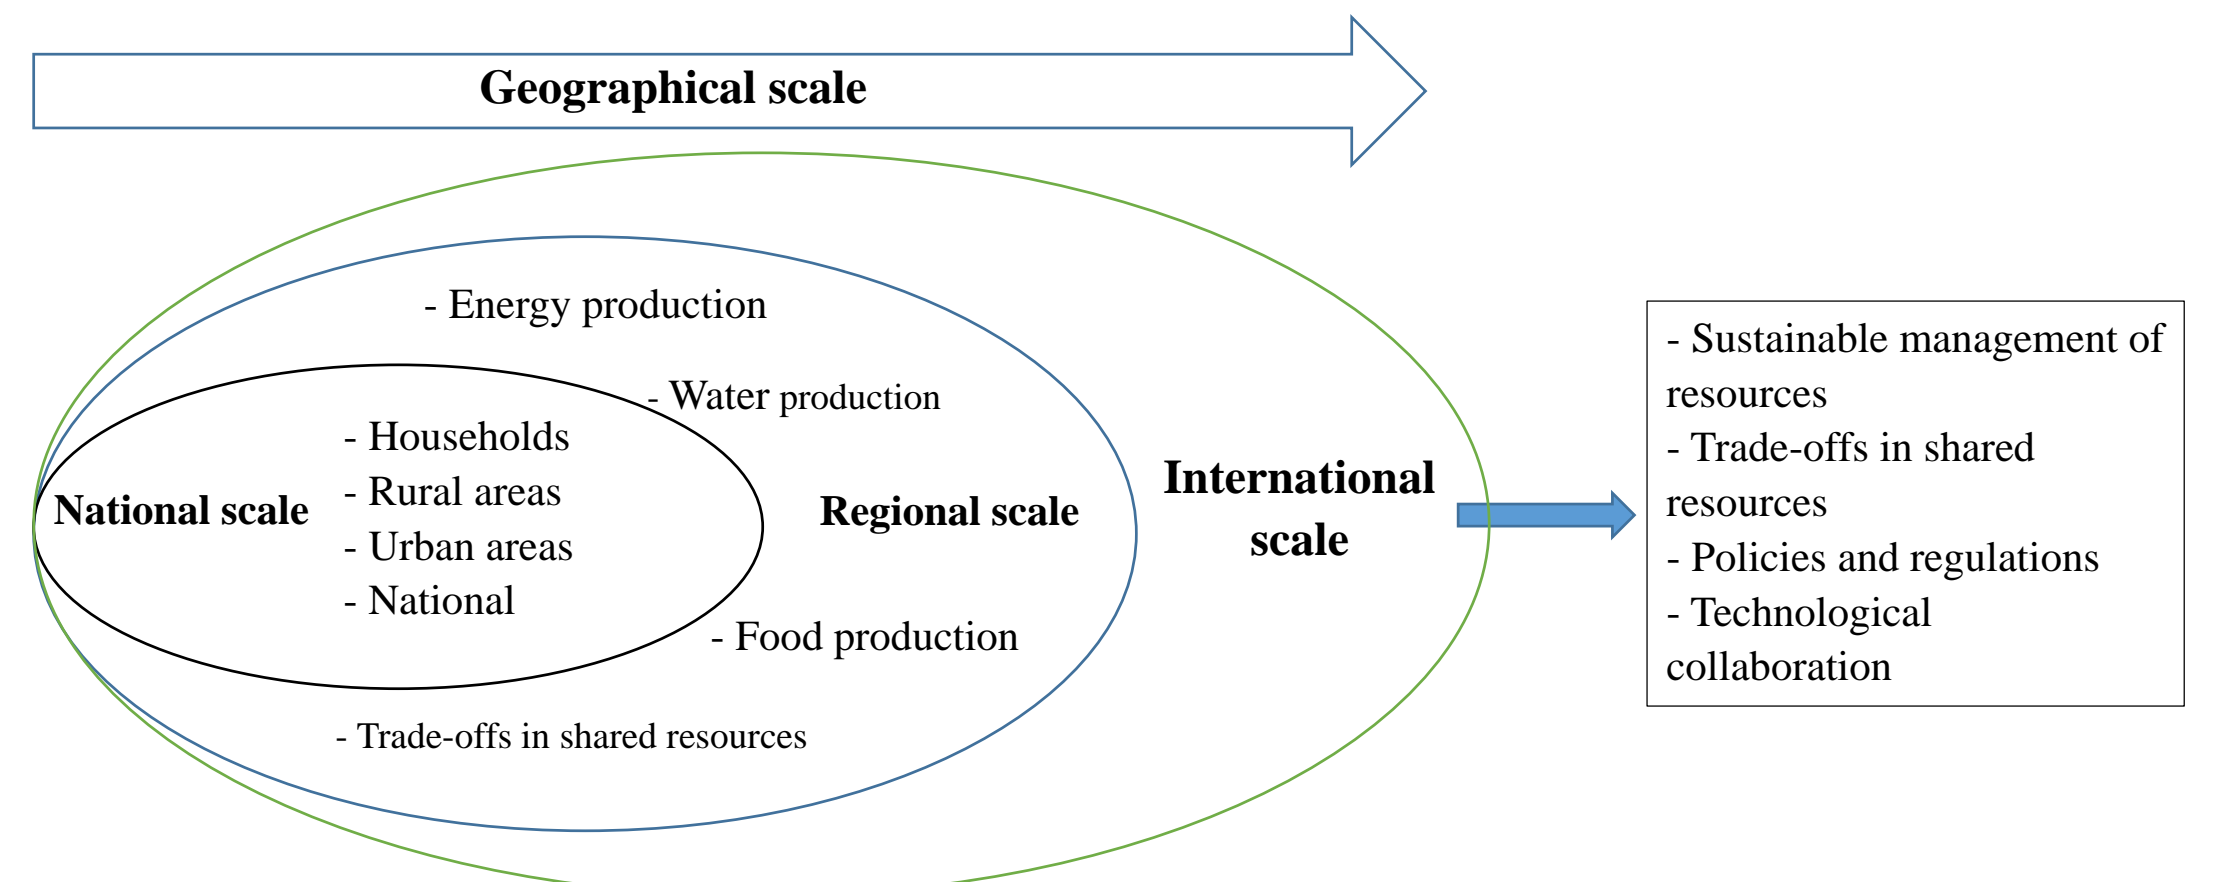 Geographical scale
- Energy production
- Water production
- Households
- Rural areas
- Urban areas
- National
National scale
Regional scale
- Food production
- Trade-offs in shared resources
International
scale
- Sustainable management of
resources
- Trade-offs in shared
resources
- Policies and regulations
- Technological
collaboration